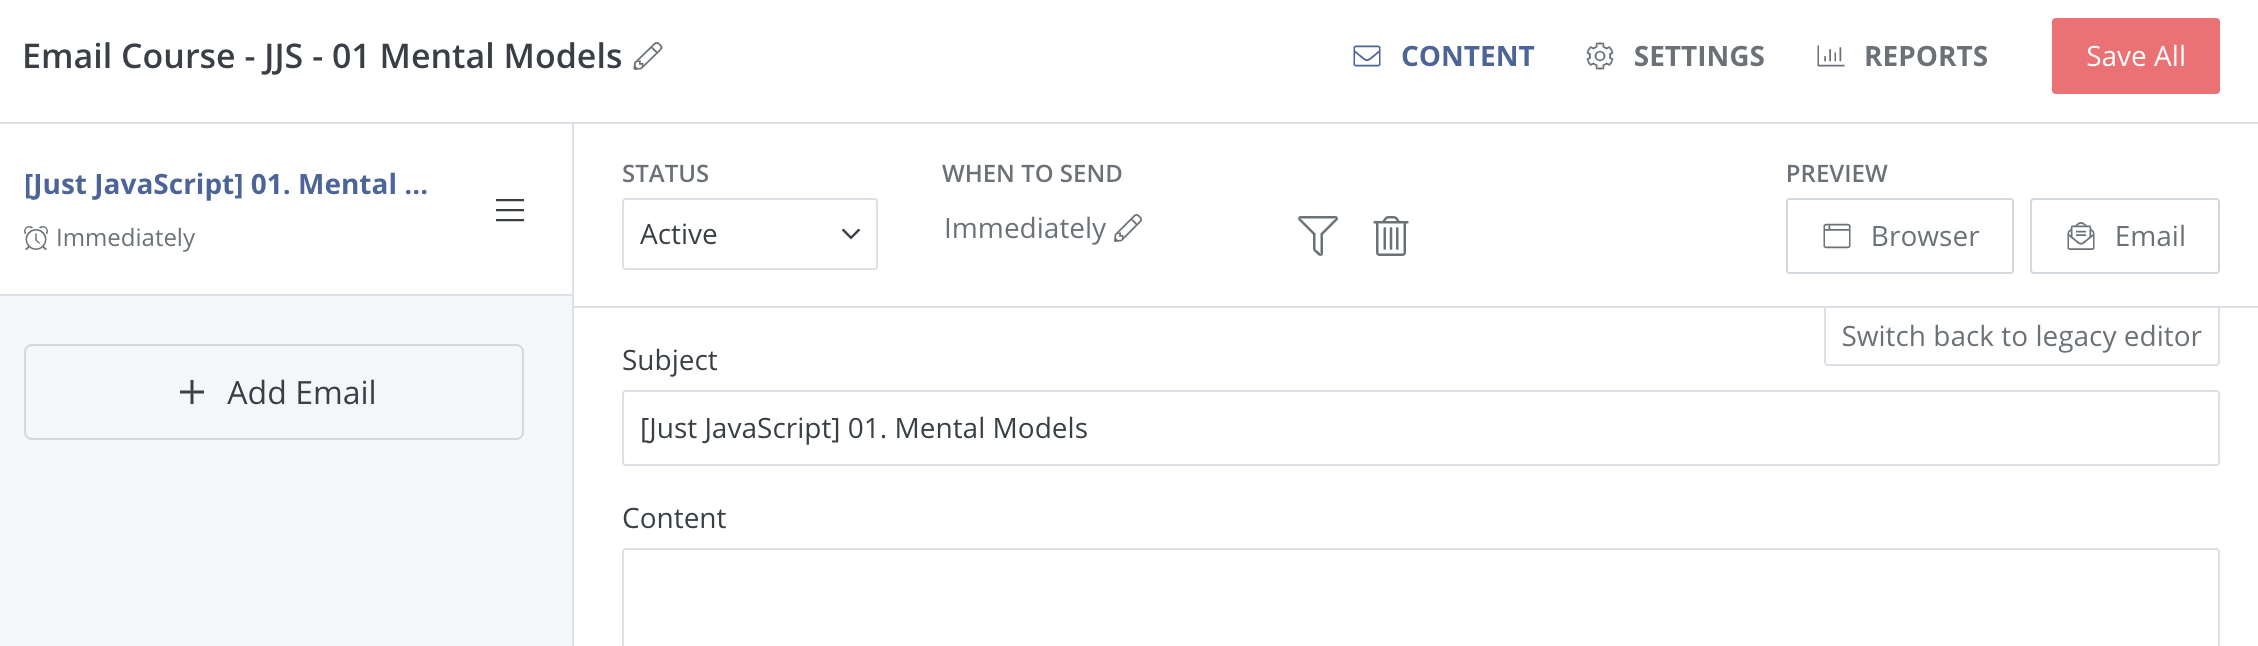 Email Course - JJS - 01 Mental Models
CONTENT
SETTINGS
REPORTS
Save All
[Just JavaScript] 01. Mental ...
Immediately
Add Email
STATUS
Active
WHEN TO SEND
Immediately
PREVIEW
Browser
Email
Switch back to legacy editor
Subject
[Just JavaScript] 01. Mental Models
Content